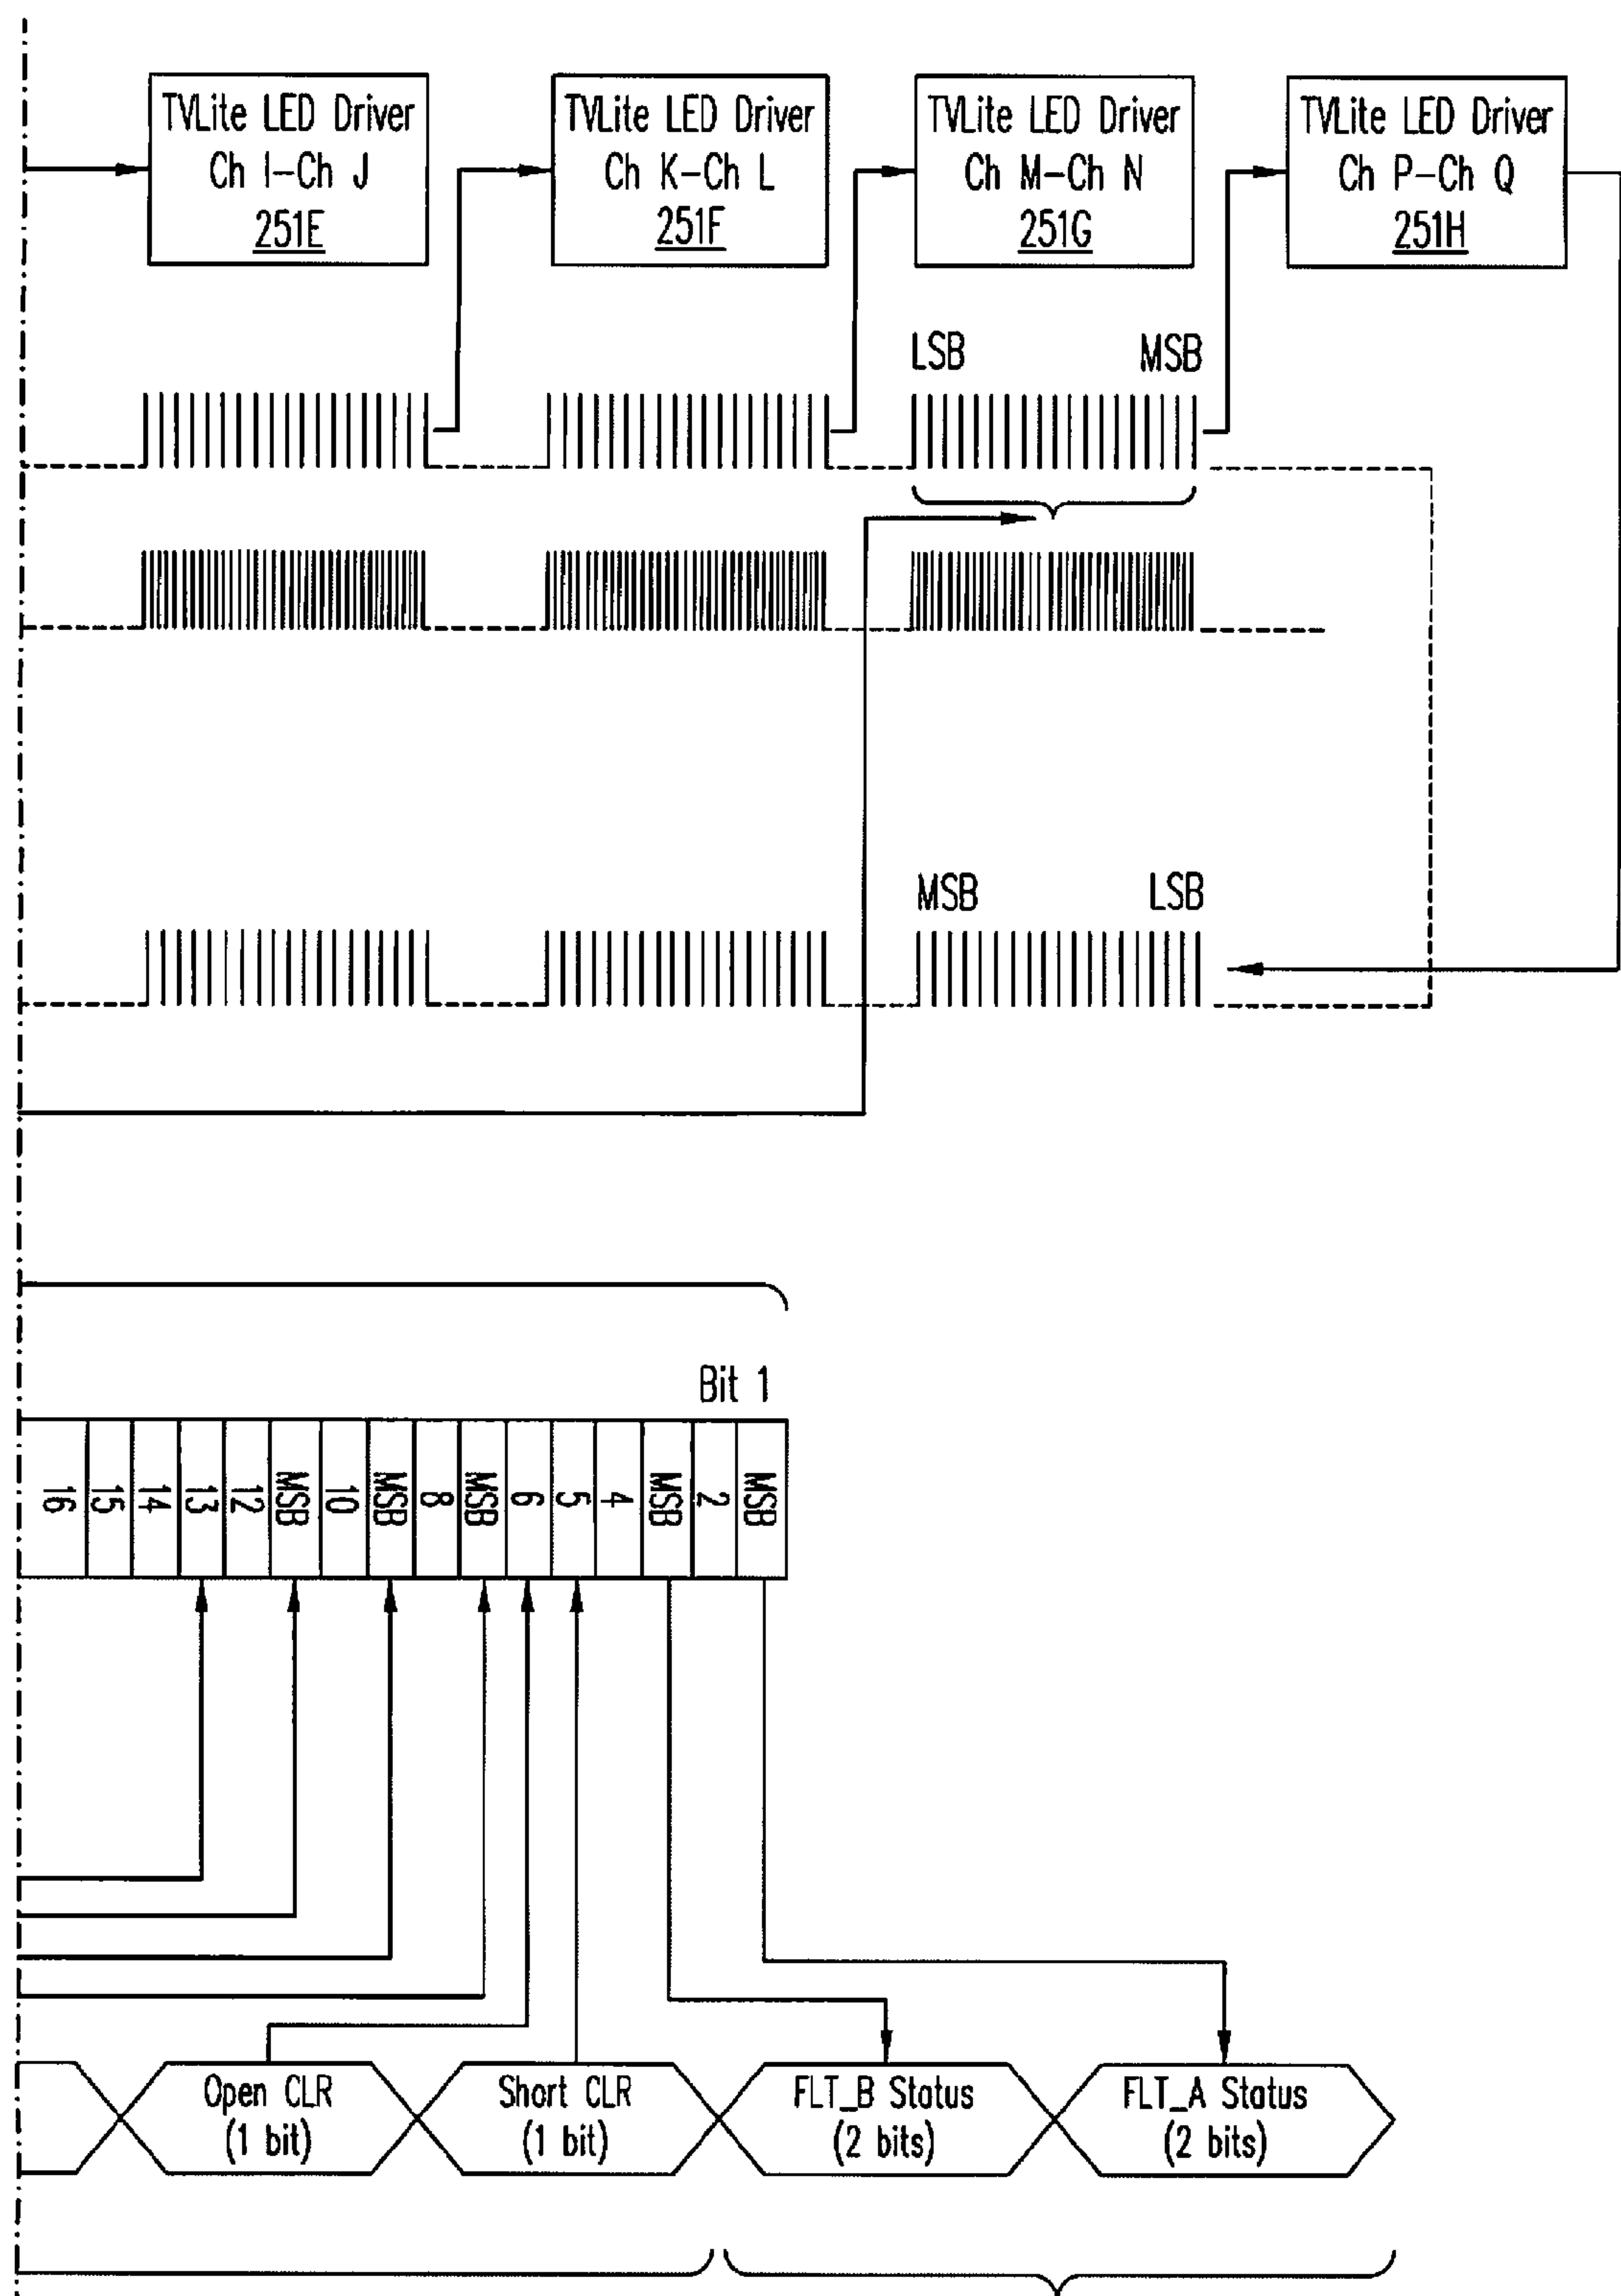 TVLite LED Driver
Ch I–Ch J
251E
TVLite LED Driver
Ch K–Ch L
251F
TVLite LED Driver
Ch M–Ch N
251G
TVLite LED Driver
Ch P–Ch Q
251H
LSB
MSB
MSB
LSB
Bit 1
16
15
14
13
12
MSB
10
MSB
8
MSB
6
5
4
MSB
2
MSB
Open CLR
(1 bit)
Short CLR
(1 bit)
FLT_B Status
(2 bits)
FLT_A Status
(2 bits)